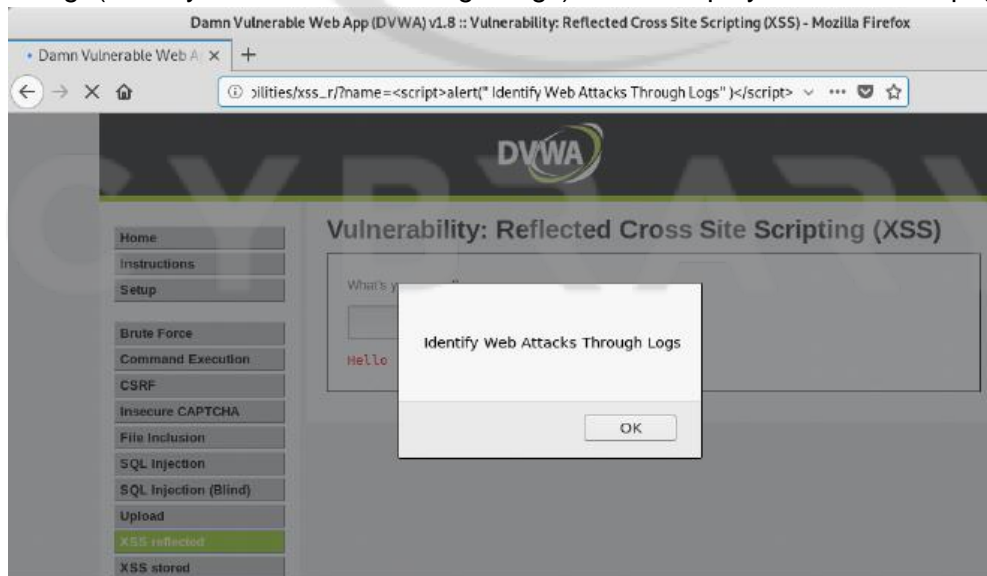 Damn Vulnerable Web App (DVWA) v1.8 :: Vulnerability: Reflected Cross Site Scripting (XSS) - Mozilla Firefox
Damn Vulnerable Web A
ilities/xss_r/?name=<script>alert(" Identify Web Attacks Through Logs" )</script>
DVWA
CYBRARY
Vulnerability: Reflected Cross Site Scripting (XSS)
Home
Instructions
Setup
What's y
Identify Web Attacks Through Logs
Hello
OK
Brute Force
Command Execution
CSRF
Insecure CAPTCHA
File Inclusion
SQL Injection
SQL Injection (Blind)
Upload
XSS reflected
XSS stored